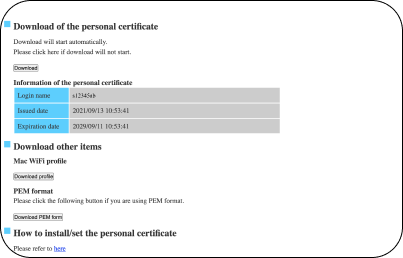 Download of the personal certificate
Download will start automatically.
Please click here if download will not start.
Download
Information of the personal certificate
Login name s12345ab
Issued date 2021/09/13 10:53:41
Expiration date 2029/09/11 10:53:41
Download other items
Mac WiFi profile
Download profile
PEM format
Please click the following button if you are using PEM format.
Download PEM form
How to install/set the personal certificate
Please refer to here